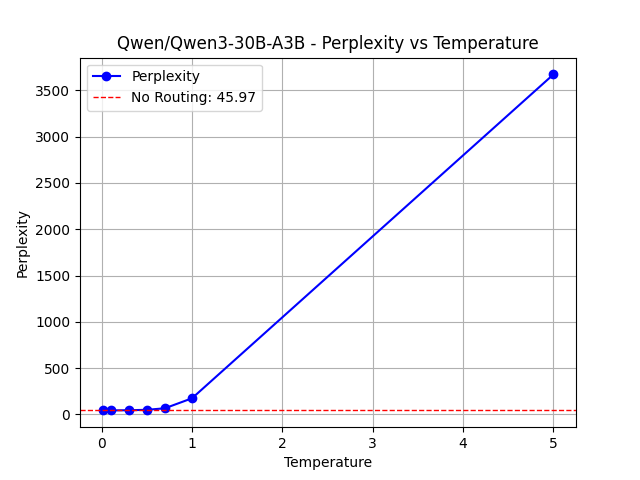 Qwen/Qwen3-30B-A3B - Perplexity vs Temperature
Perplexity
No Routing: 45.97
3500
3000
2500
2000
1500
1000
500
0
Perplexity
0 1 2 3 4 5
Temperature